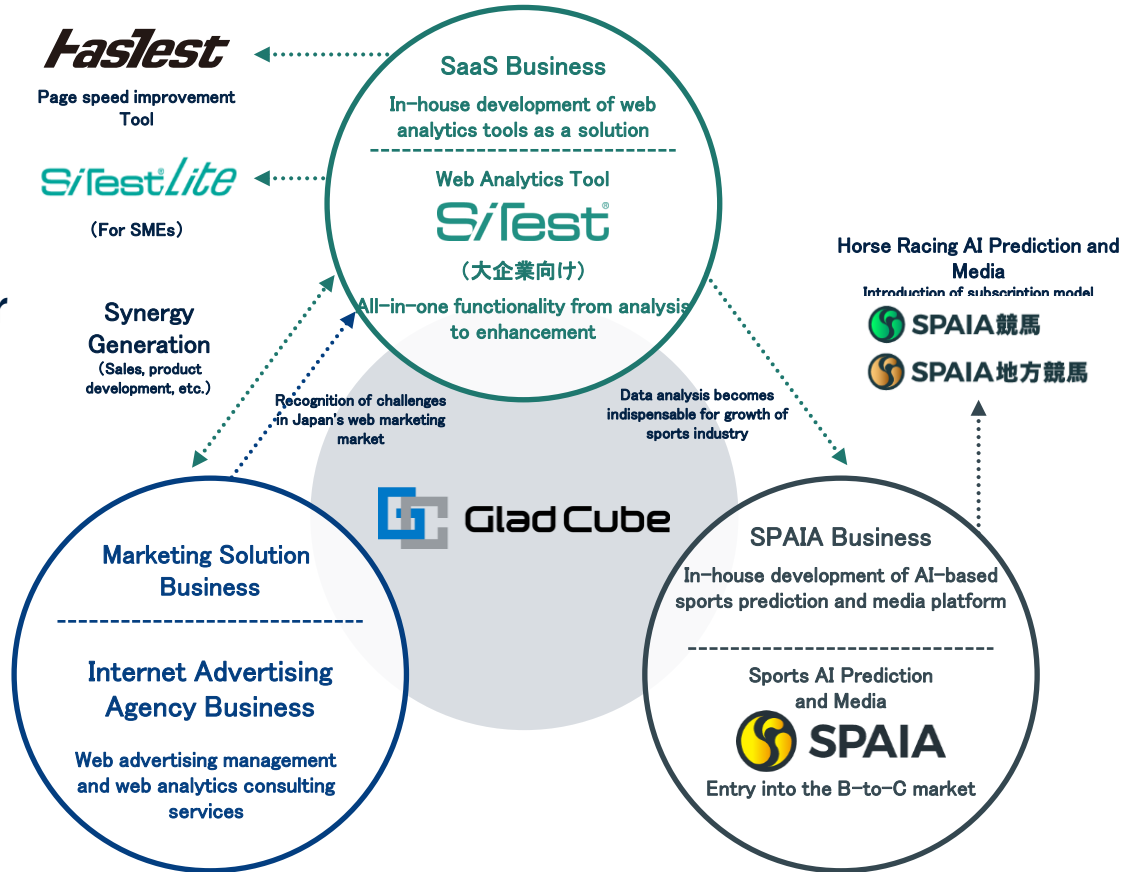 Fastest
Page speed improvement
Tool
SiTest® Lite
(For SMEs)
SaaS Business
In-house development of web
analytics tools as a solution
Web Analytics Tool
SiTest®
(大企業向け)
All-in-one functionality from analysis
to enhancement
r
Synergy
Generation
(Sales, product
development, etc.)
Recognition of challenges
in Japan's web marketing
market
Data analysis becomes
indispensable for growth of
sports industry
Horse Racing AI Prediction and
Media
Introduction of subscription model
SPAIA競馬
SPAIA地方競馬
Glad Cube
Marketing Solution
Business
Internet Advertising
Agency Business
Web advertising management
and web analytics consulting
services
SPAIA Business
In-house development of AI-based
sports prediction and media platform
Sports AI Prediction
and Media
SPAIA
Entry into the B-to-C market